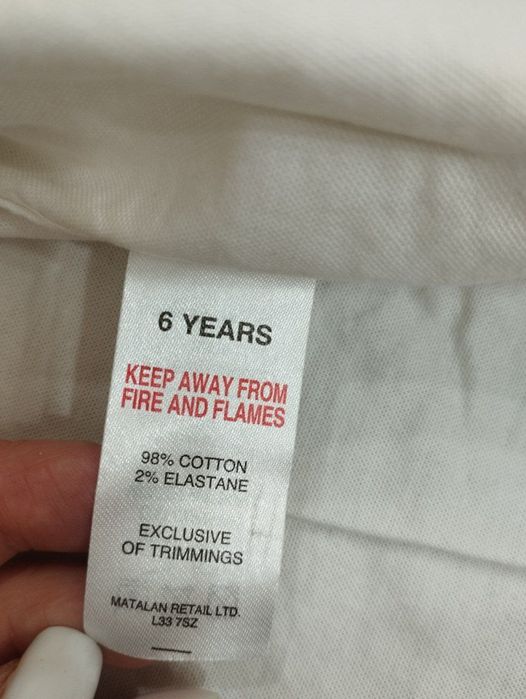 6 YEARS
KEEP AWAY FROM
FIRE AND FLAMES
98% COTTON
2% ELASTANE
EXCLUSIVE
OF TRIMMINGS
MATALAN RETAIL LTD.
L33 7SZ